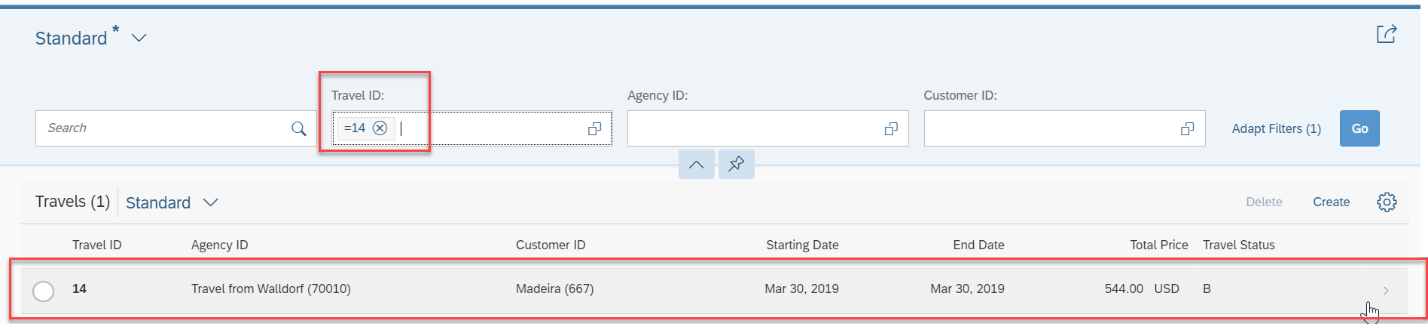 Standard *
Travel ID: Agency ID: Customer ID:
Search =14 Adapt Filters (1) Go
Travels (1) Standard Delete Create
Travel ID Agency ID Customer ID Starting Date End Date Total Price Travel Status
14 Travel from Walldorf (70010) Madeira (667) Mar 30, 2019 Mar 30, 2019 544.00 USD B